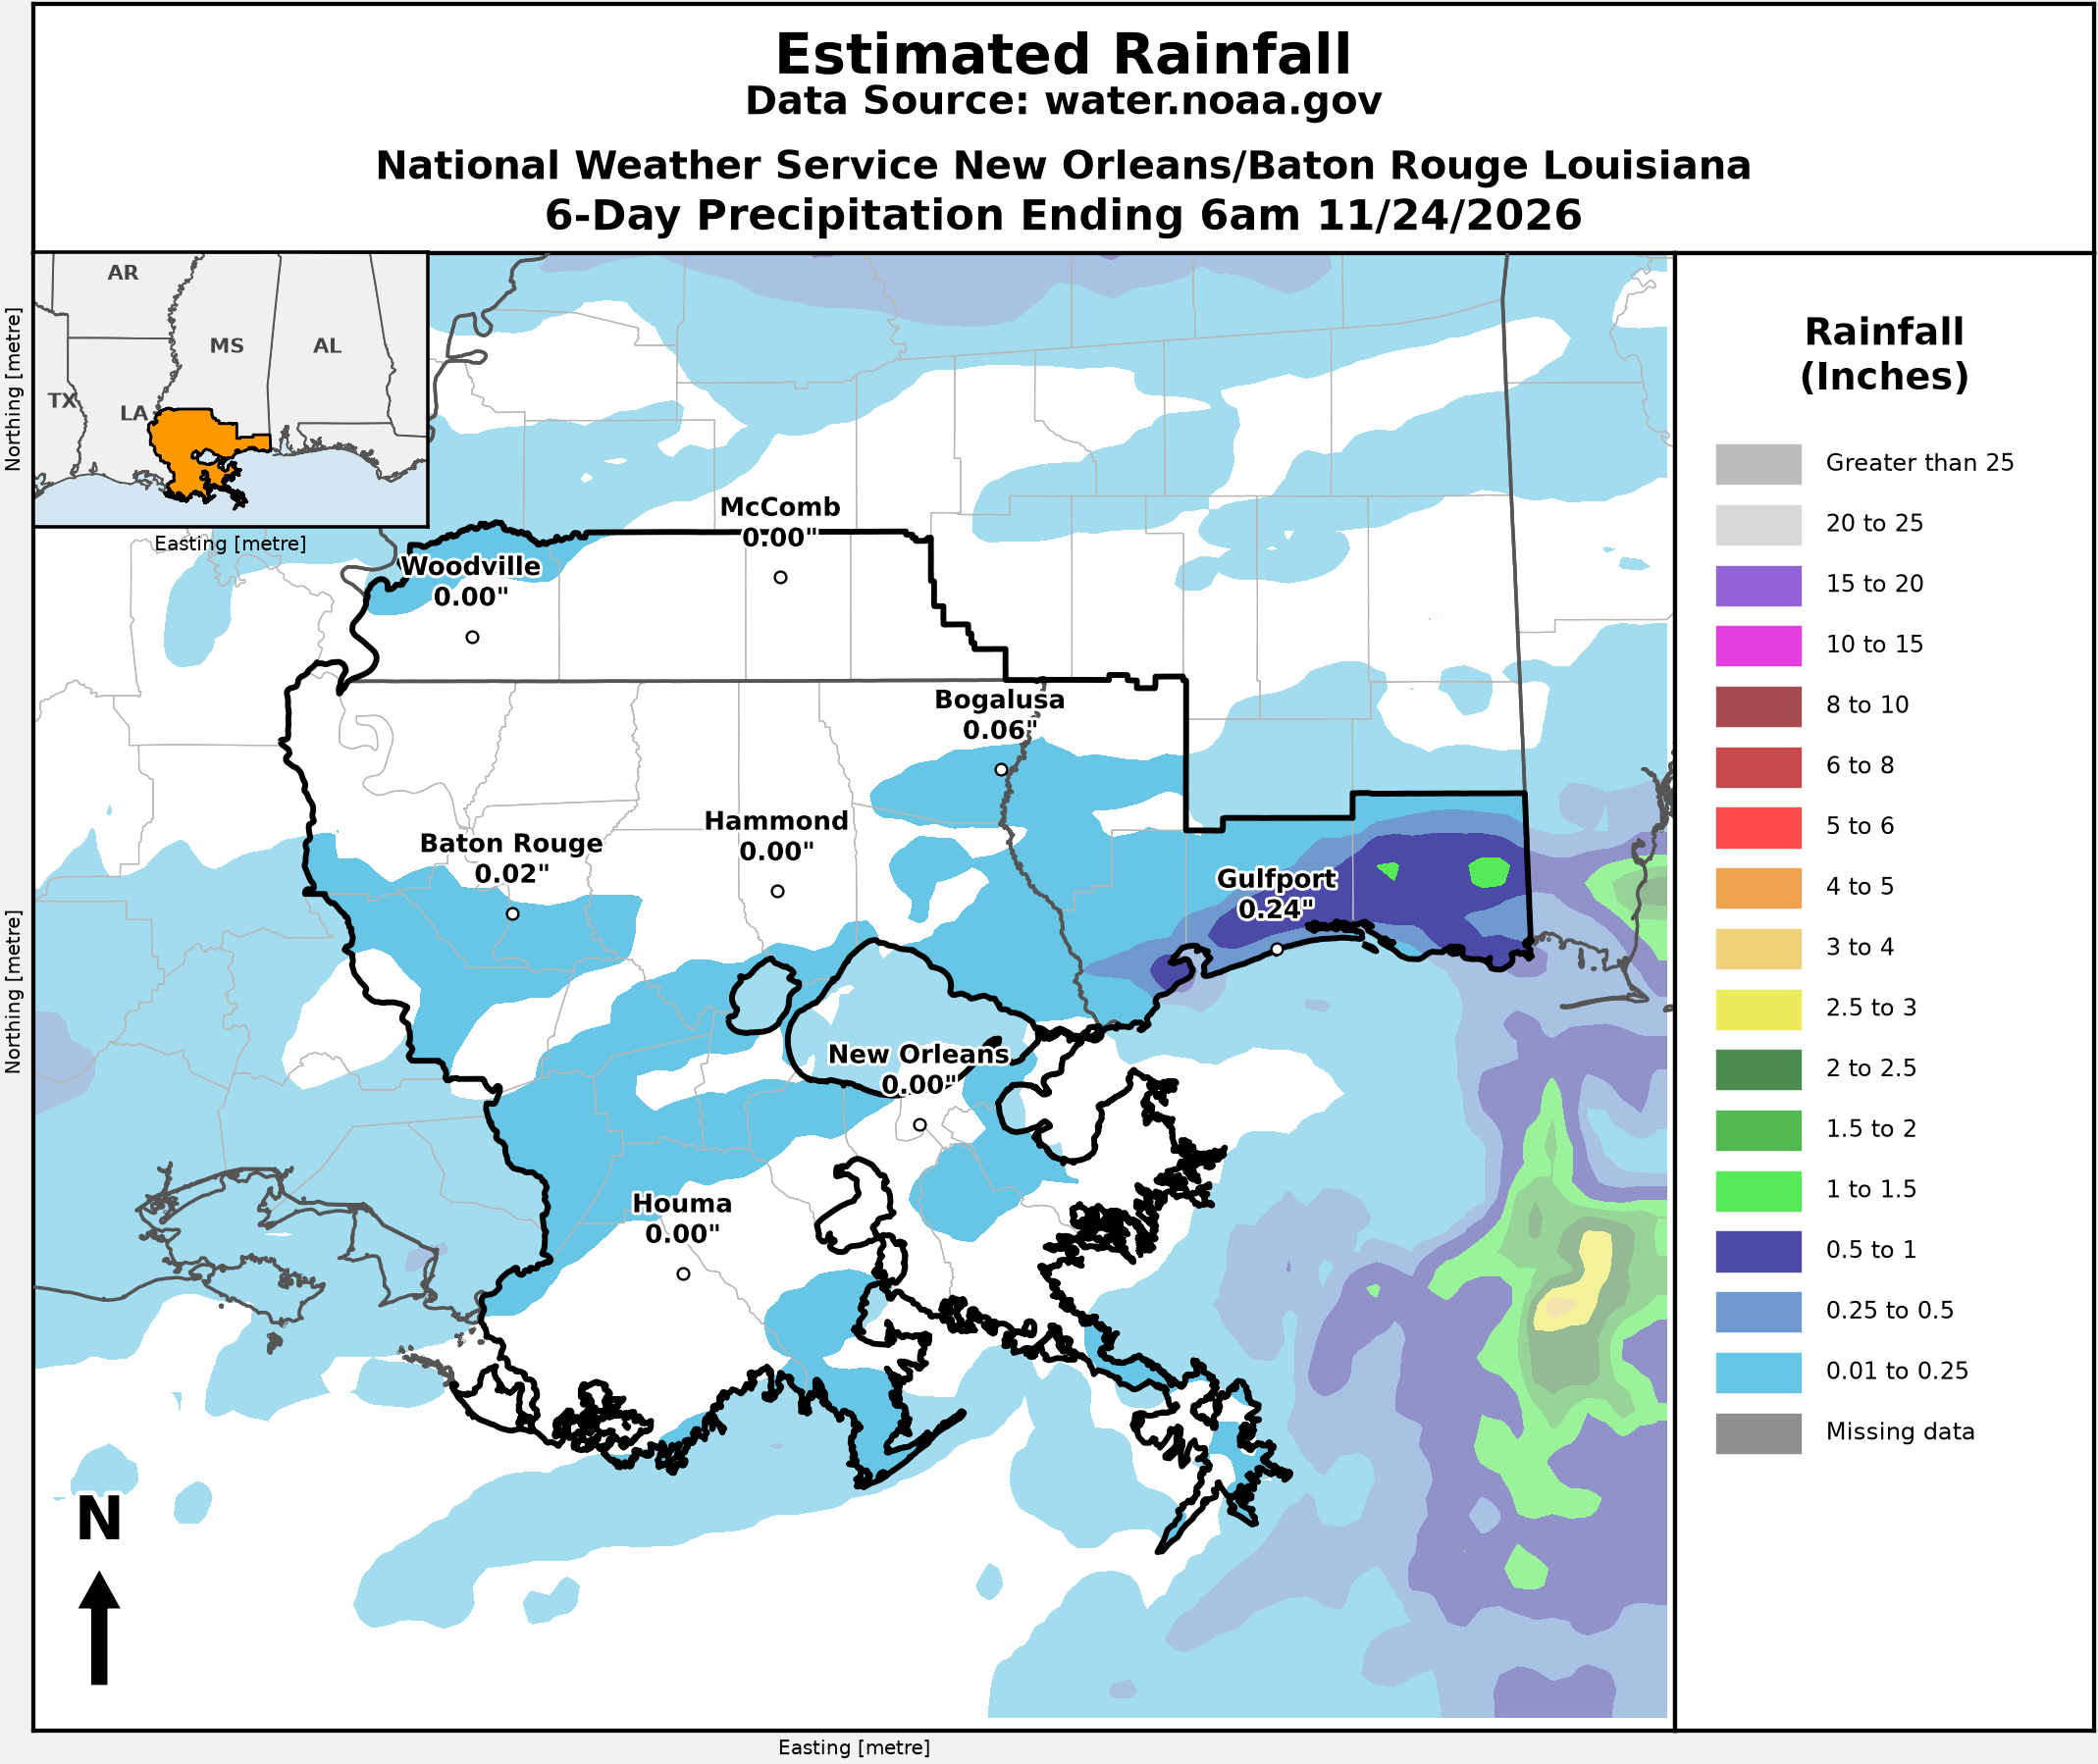 Estimated Rainfall
Data Source: water.noaa.gov
National Weather Service New Orleans/Baton Rouge Louisiana
6-Day Precipitation Ending 6am 11/24/2026
Northing [metre]
AR
MS
AL
TX
LA
Easting [metre]
McComb
0.00"
Woodville
0.00"
Bogalusa
0.06"
Hammond
0.00"
Baton Rouge
0.02"
Gulfport
0.24"
New Orleans
0.00"
Houma
0.00"
Northing [metre]
N
Easting [metre]
Rainfall
(Inches)
Greater than 25
20 to 25
15 to 20
10 to 15
8 to 10
6 to 8
5 to 6
4 to 5
3 to 4
2.5 to 3
2 to 2.5
1.5 to 2
1 to 1.5
0.5 to 1
0.25 to 0.5
0.01 to 0.25
Missing data